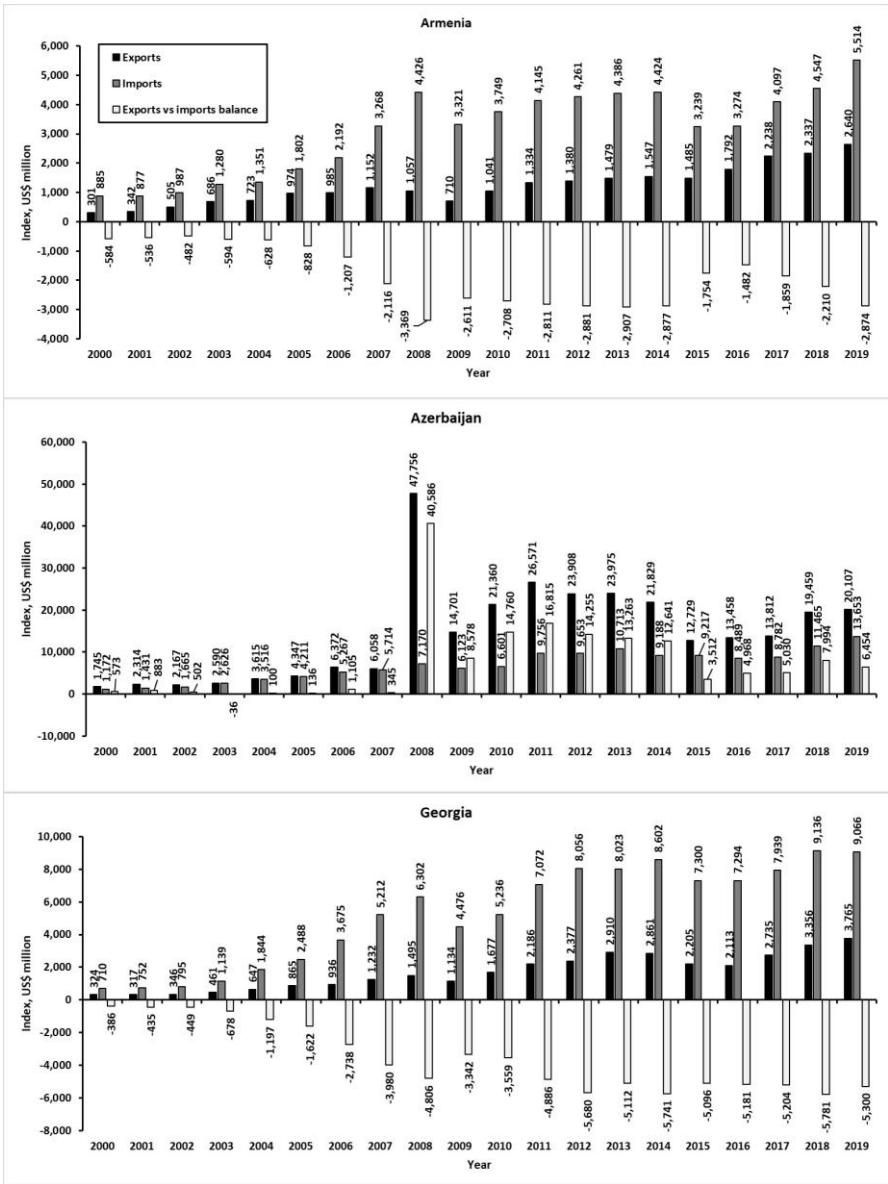 Armenia
Exports
Imports
Exports vs imports balance
Index, US$ million
6,000
5,000
4,000
3,000
2,000
1,000
0
-1,000
-2,000
-3,000
-4,000
301 885 -584
342 877 -536
505 987 -482
686 1,280 -594
723 1,351 -628
974 1,802 -828
985 2,192 -1,207
1,152 3,268 -2,116
1,057 4,426 -3,369
710 3,321 -2,611
1,041 3,749 -2,708
1,334 4,145 -2,811
1,380 4,261 -2,881
1,479 4,386 -2,907
1,547 4,424 -2,877
1,485 3,239 -1,754
1,792 3,274 -1,482
2,238 4,097 -1,859
2,337 4,547 -2,210
2,640 5,514 -2,874
2000 2001 2002 2003 2004 2005 2006 2007 2008 2009 2010 2011 2012 2013 2014 2015 2016 2017 2018 2019
Year
Azerbaijan
Index, US$ million
60,000
50,000
40,000
30,000
20,000
10,000
0
-10,000
1,745 1,172 573
2,314 1,431 883
2,167 1,665 502
2,590 2,626 -36
3,615 3,516 100
4,347 4,211 136
6,372 5,267 1,105
6,058 5,714 345
47,756 7,170 40,586
14,701 6,123 8,578
21,360 6,601 14,760
26,571 9,756 16,815
23,908 9,653 14,255
23,975 10,713 13,263
21,829 9,188 12,641
12,729 9,217 3,512
13,458 8,489 4,968
13,812 8,782 5,030
19,459 11,465 7,994
20,107 13,653 6,454
2000 2001 2002 2003 2004 2005 2006 2007 2008 2009 2010 2011 2012 2013 2014 2015 2016 2017 2018 2019
Year
Georgia
Index, US$ million
10,000
8,000
6,000
4,000
2,000
0
-2,000
-4,000
-6,000
-8,000
324 710 -386
317 752 -435
346 795 -449
461 1,139 -678
647 1,844 -1,197
865 2,488 -1,622
936 3,675 -2,738
1,232 5,212 -3,980
1,495 6,302 -4,806
1,134 4,476 -3,342
1,677 5,236 -3,559
2,186 7,072 -4,886
2,377 8,056 -5,680
2,910 8,023 -5,112
2,861 8,602 -5,741
2,205 7,300 -5,096
2,113 7,294 -5,181
2,735 7,939 -5,204
3,356 9,136 -5,781
3,765 9,066 -5,300
2000 2001 2002 2003 2004 2005 2006 2007 2008 2009 2010 2011 2012 2013 2014 2015 2016 2017 2018 2019
Year